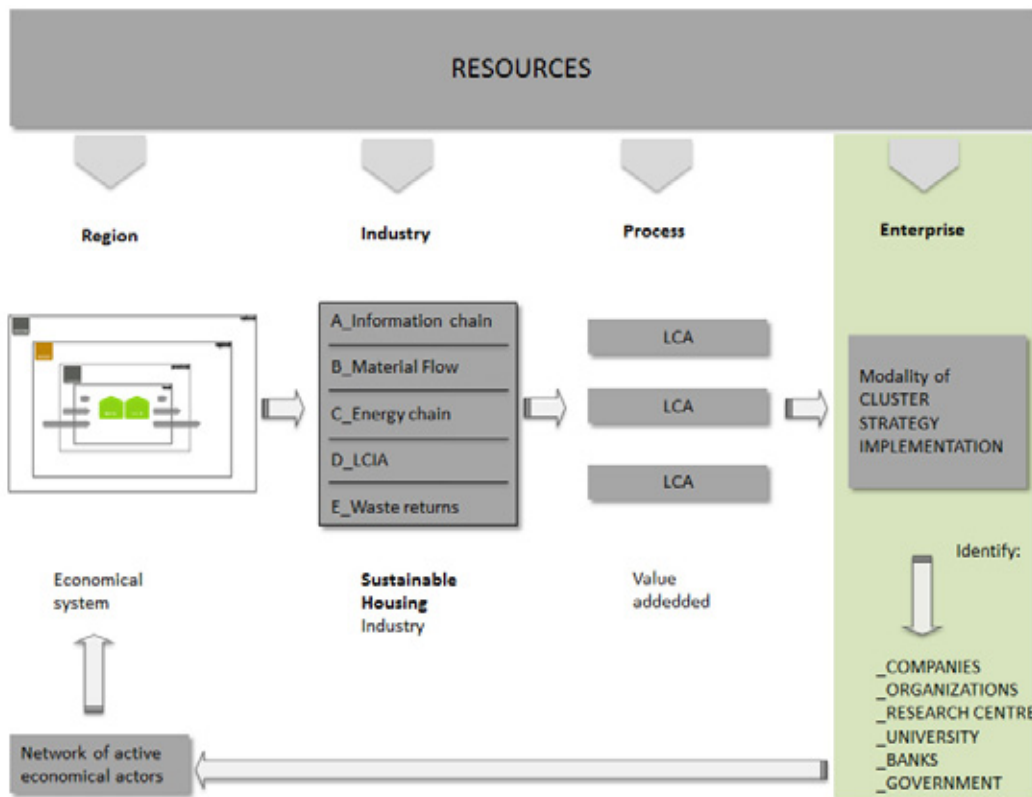 RESOURCES
Region
Industry
Process
Enterprise
A_Information chain
B_Material Flow
C_Energy chain
D_LCIA
E_Waste returns
LCA
LCA
LCA
Modality of
CLUSTER
STRATEGY
IMPLEMENTATION
Economical
system
Sustainable
Housing
Industry
Value
addedded
Identify:
_COMPANIES
_ORGANIZATIONS
_RESEARCH CENTRE
_UNIVERSITY
_BANKS
_GOVERNMENT
Network of active
economical actors